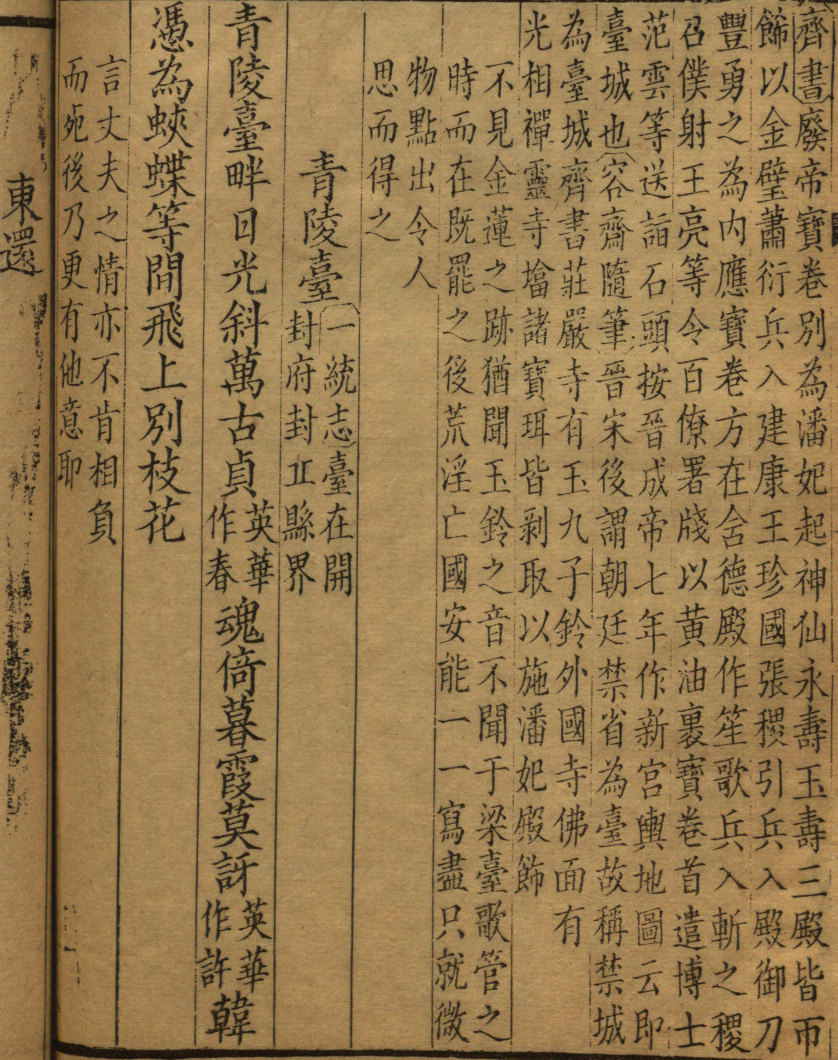 齊書廢帝寶卷別為潘妃起神仙永壽玉壽三殿皆帀
餙以金璧蕭衍兵入建康王珍國張稷引兵入殿御刀
豐勇之為內應寶卷方在含德殿作笙歌兵入斬之稷
召僕射王亮等令百僚署牋以黃油裹寶卷首遣博士
范雲等送詣石頭按晉成帝七年作新宮輿地圖云即
臺城也容齋隨筆晉宋後謂朝廷禁省為臺故稱禁城
為臺城齊書莊嚴寺有玉九子鈴外國寺佛面有
光相禪靈寺墖諸寶珥皆剥取以施潘妃殿餙
不見金蓮之跡猶聞玉鈴之音不聞于梁臺歌管之
時而在既罷之後荒淫亡國安能一一寫盡只就微
物點出令人
思而得之
青陵臺
一統志臺在開
封府封丘縣界
青陵臺畔日光斜萬古貞英華作春魂倚暮霞莫訝英華作許韓
憑為蛺蝶等閒飛上別枝花
言丈夫之情亦不肯相負
而死後乃更有他意耶
東還